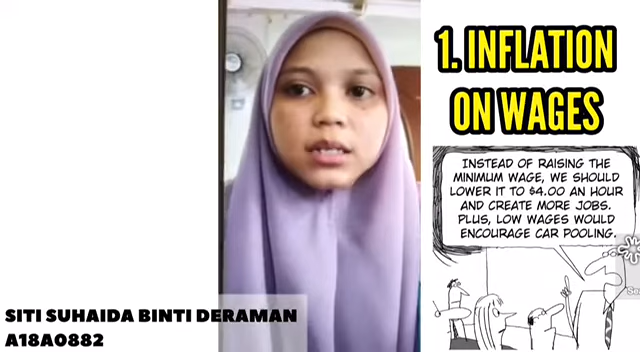 1. INFLATION
ON WAGES
INSTEAD OF RAISING THE
MINIMUM WAGE, WE SHOULD
LOWER IT TO $4.00 AN HOUR
AND CREATE MORE JOBS.
PLUS, LOW WAGES WOULD
ENCOURAGE CAR POOLING.
SITI SUHAIDA BINTI DERAMAN
A18A0882